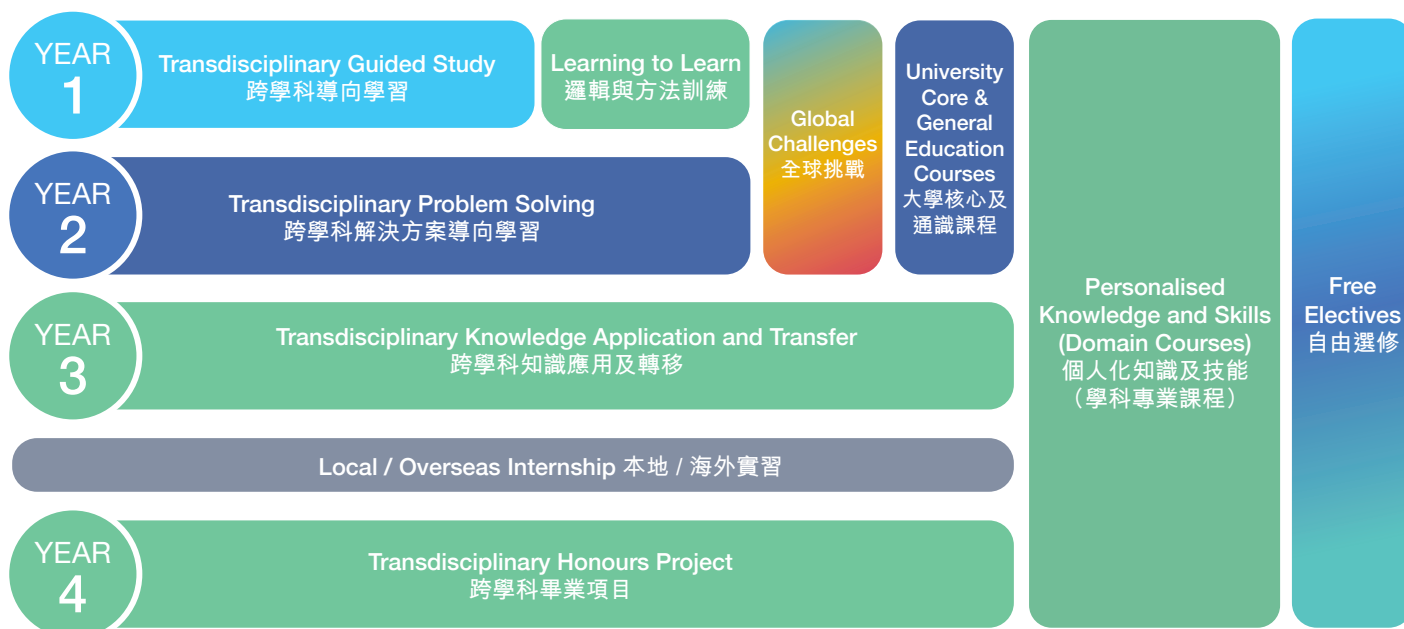 YEAR
1
Transdisciplinary Guided Study
跨學科導向學習
Learning to Learn
邏輯與方法訓練
Global
Challenges
全球挑戰
University
Core &
General
Education
Courses
大學核心及
通識課程
YEAR
2
Transdisciplinary Problem Solving
跨學科解決方案導向學習
YEAR
3
Transdisciplinary Knowledge Application and Transfer
跨學科知識應用及轉移
Local / Overseas Internship 本地 / 海外實習
YEAR
4
Transdisciplinary Honours Project
跨學科畢業項目
Personalised
Knowledge and Skills
(Domain Courses)
個人化知識及技能
（學科專業課程）
Free
Electives
自由選修